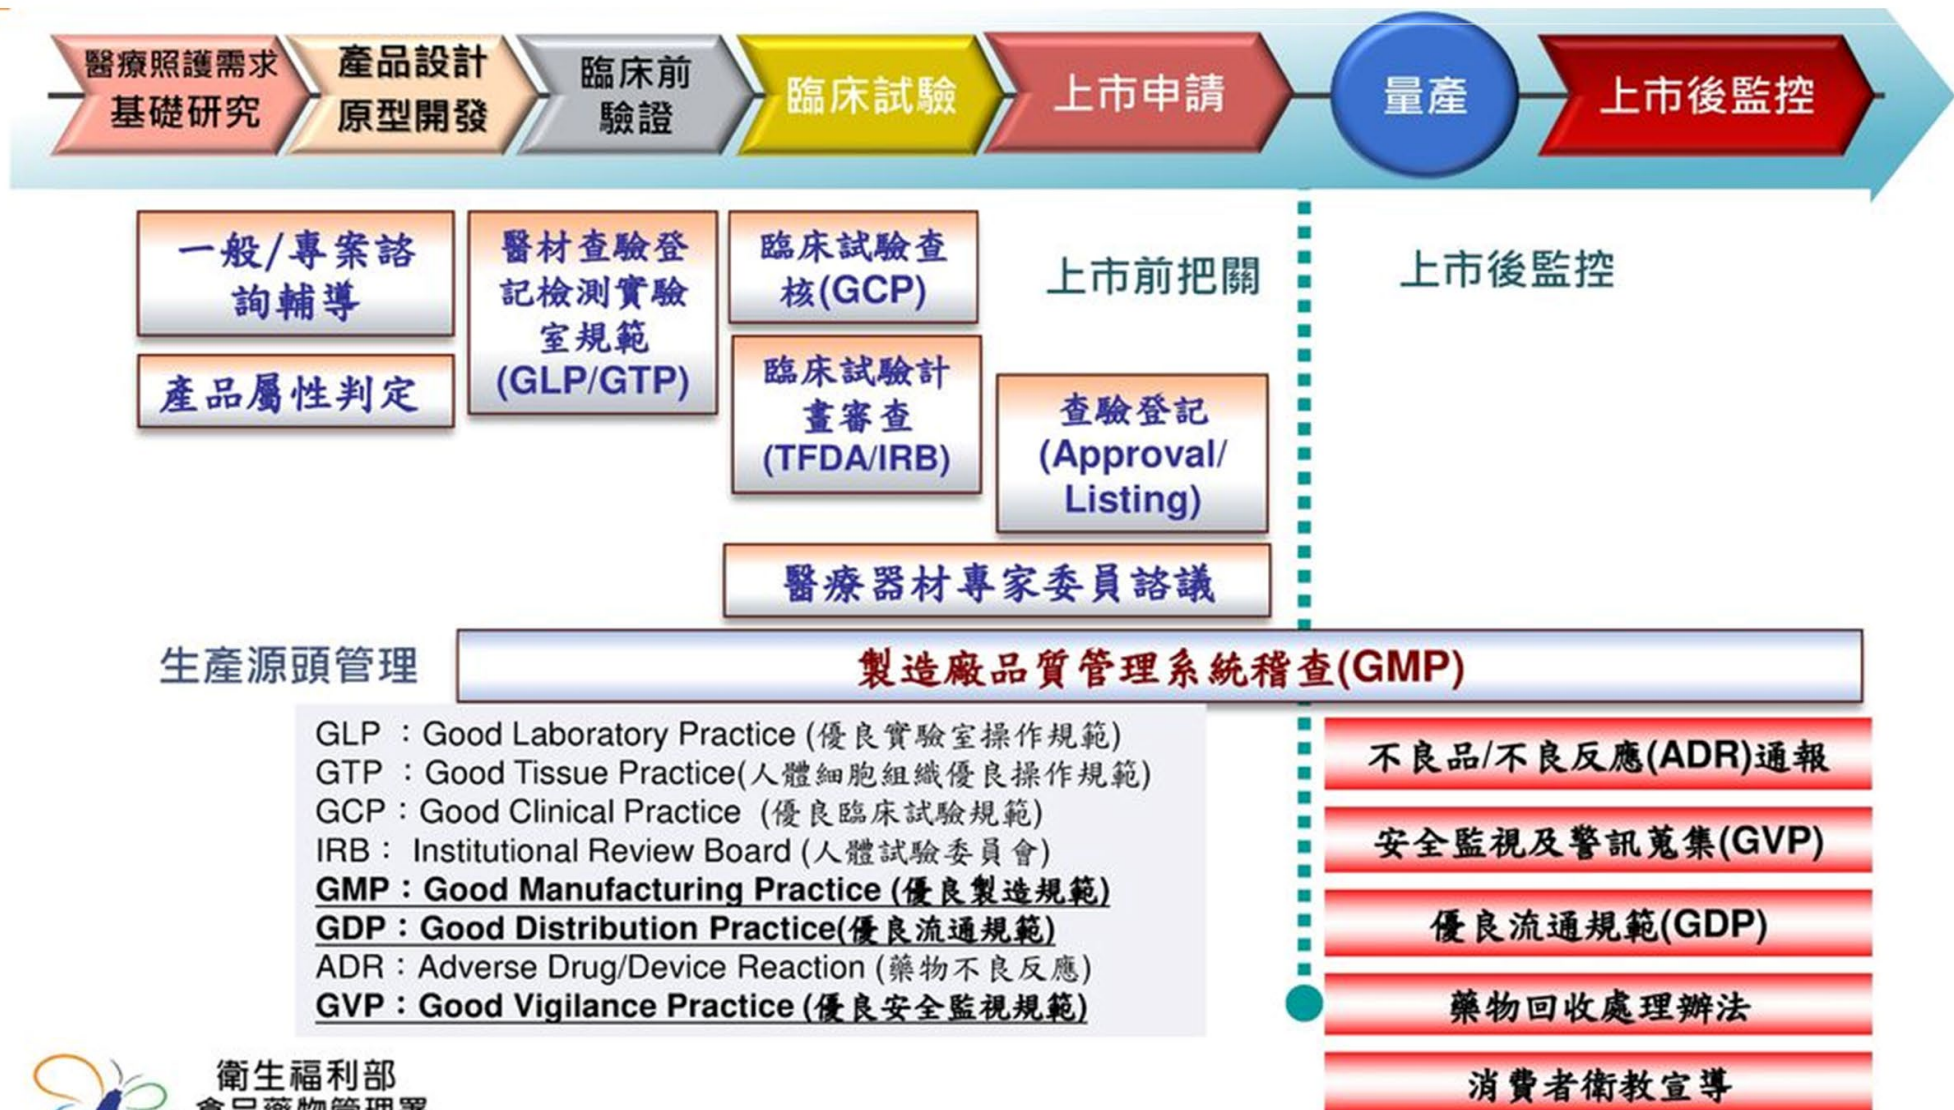 醫療照護需求
基礎研究
產品設計
原型開發
臨床前
驗證
臨床試驗
上市申請
量產
上市後監控
一般/專案諮
詢輔導
產品屬性判定
醫材查驗登
記檢測實驗
室規範
(GLP/GTP)
臨床試驗查
核(GCP)
臨床試驗計
畫審查
(TFDA/IRB)
上市前把關
查驗登記
(Approval/
Listing)
上市後監控
醫療器材專家委員諮議
生產源頭管理
製造廠品質管理系統稽查(GMP)
GLP ：Good Laboratory Practice (優良實驗室操作規範)
GTP ：Good Tissue Practice(人體細胞組織優良操作規範)
GCP：Good Clinical Practice (優良臨床試驗規範)
IRB： Institutional Review Board (人體試驗委員會)
GMP：Good Manufacturing Practice (優良製造規範)
GDP：Good Distribution Practice(優良流通規範)
ADR：Adverse Drug/Device Reaction (藥物不良反應)
GVP：Good Vigilance Practice (優良安全監視規範)
不良品/不良反應(ADR)通報
安全監視及警訊蒐集(GVP)
優良流通規範(GDP)
藥物回收處理辦法
消費者衛教宣導
衛生福利部
食品藥物管理署